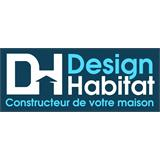 DH Design
Habitat
Constructeur de votre maison